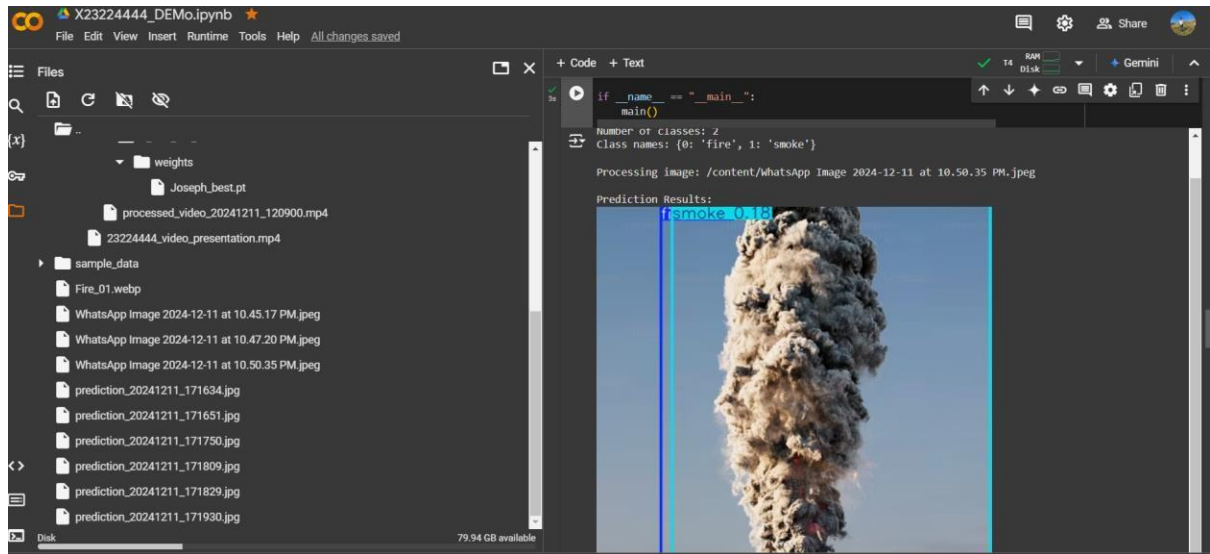 CO
X23224444_DEMo.ipynb
File Edit View Insert Runtime Tools Help All changes saved
Share
Files
..
weights
Joseph_best.pt
processed_video_20241211_120900.mp4
23224444_video_presentation.mp4
sample_data
Fire_01.webp
WhatsApp Image 2024-12-11 at 10.45.17 PM.jpeg
WhatsApp Image 2024-12-11 at 10.47.20 PM.jpeg
WhatsApp Image 2024-12-11 at 10.50.35 PM.jpeg
prediction_20241211_171634.jpg
prediction_20241211_171651.jpg
prediction_20241211_171750.jpg
prediction_20241211_171809.jpg
prediction_20241211_171829.jpg
prediction_20241211_171930.jpg
{x}
Disk
79.94 GB available
+ Code + Text
T4 RAM
Disk
Gemini
3s
if __name__ == "__main__":
main()
Number of classes: 2
Class names: {0: 'fire', 1: 'smoke'}
Processing image: /content/WhatsApp Image 2024-12-11 at 10.50.35 PM.jpeg
Prediction Results:
smoke 0.18